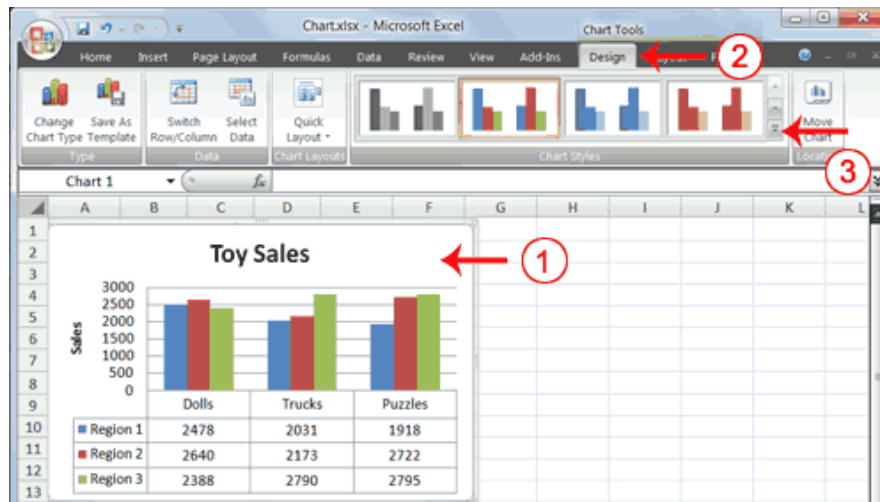 Chart.xlsx - Microsoft Excel
Chart Tools
Home Insert Page Layout Formulas Data Review View Add-Ins Design
2
Change Chart Type
Save As Template
Switch Row/Column
Select Data
Quick Layout
Move Chart
Type Data Chart Layouts Chart Styles
3
Chart 1 fx
A B C D E F G H I J K L
1
2
3
4
5
6
7
8
9
10
11
12
13
Toy Sales
1
Sales
3000
2500
2000
1500
1000
500
0
Dolls Trucks Puzzles
Region 1 2478 2031 1918
Region 2 2640 2173 2722
Region 3 2388 2790 2795